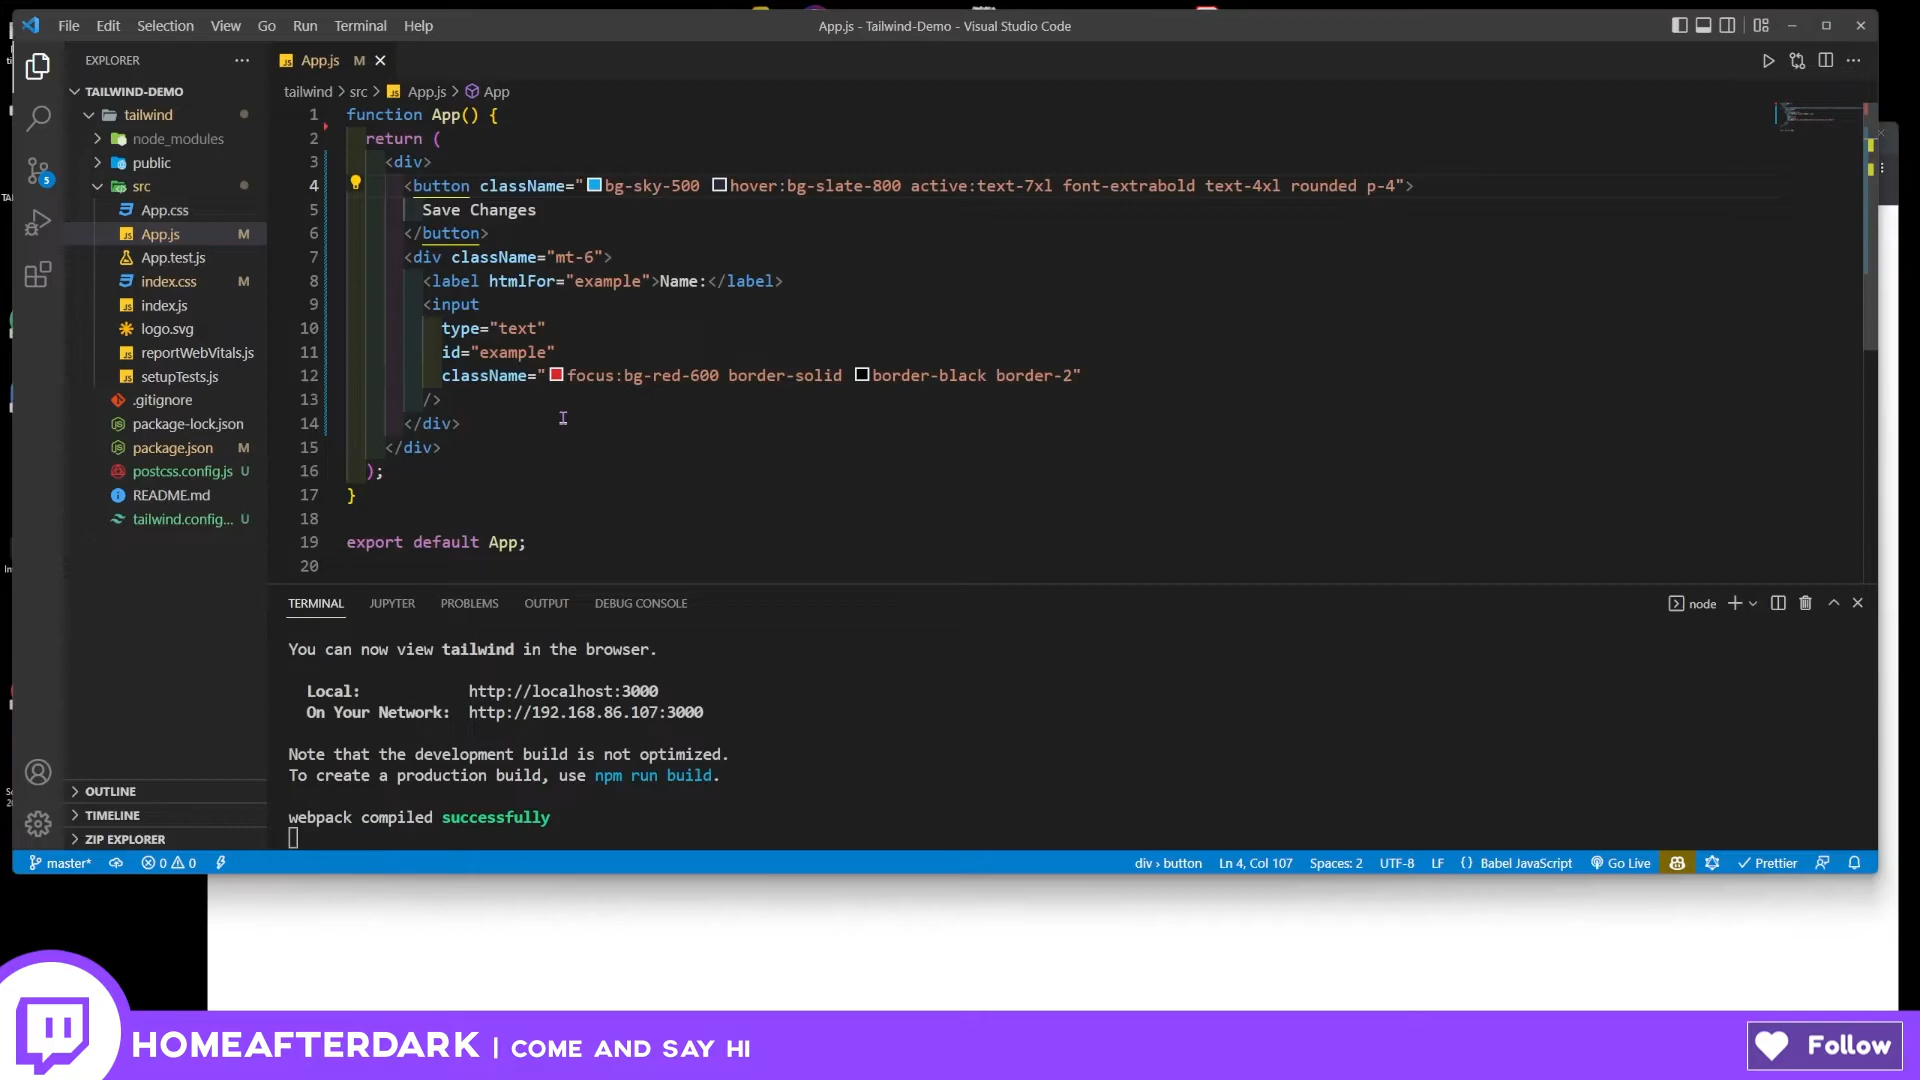 File Edit Selection View Go Run Terminal Help
App.js - Tailwind-Demo - Visual Studio Code
EXPLORER
TAILWIND-DEMO
tailwind
node_modules
public
src
App.css
App.js M
App.test.js
index.css M
index.js
logo.svg
reportWebVitals.js
setupTests.js
.gitignore
package-lock.json
package.json M
postcss.config.js U
README.md
tailwind.config... U
OUTLINE
TIMELINE
ZIP EXPLORER
5
JS App.js M
tailwind > src > JS App.js > App
1 function App() {
2 return (
3 <div>
4 <button className="bg-sky-500 hover:bg-slate-800 active:text-7xl font-extrabold text-4xl rounded p-4">
5 Save Changes
6 </button>
7 <div className="mt-6">
8 <label htmlFor="example">Name:</label>
9 <input
10 type="text"
11 id="example"
12 className="focus:bg-red-600 border-solid border-black border-2"
13 />
14 </div>
15 </div>
16 );
17 }
18
19 export default App;
20
TERMINAL JUPYTER PROBLEMS OUTPUT DEBUG CONSOLE
node
You can now view tailwind in the browser.
Local: http://localhost:3000
On Your Network: http://192.168.86.107:3000
Note that the development build is not optimized.
To create a production build, use npm run build.
webpack compiled successfully
master* 0 0
div › button Ln 4, Col 107 Spaces: 2 UTF-8 LF {} Babel JavaScript Go Live Prettier
HOMEAFTERDARK | COME AND SAY HI
Follow